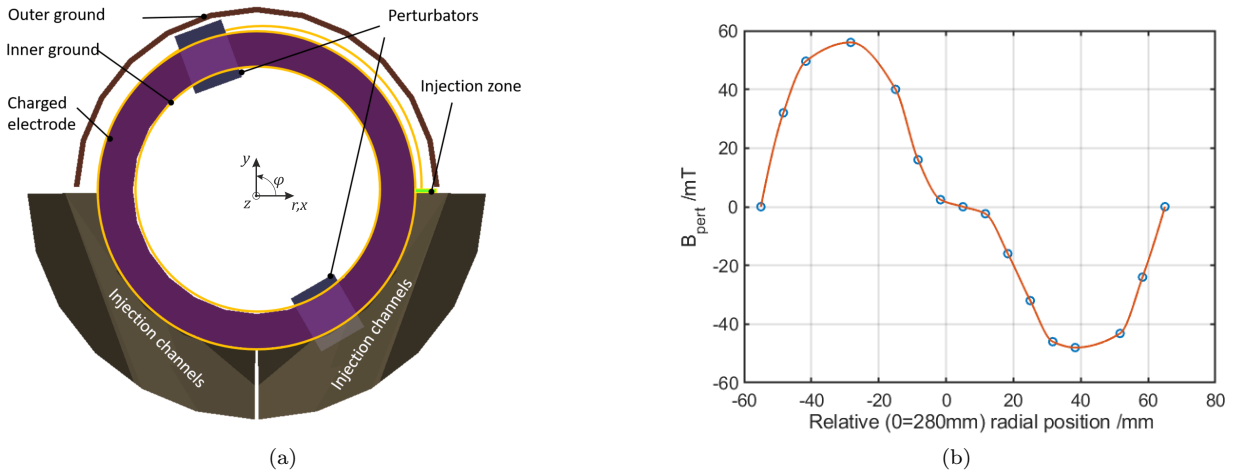 Outer ground
Inner ground
Charged
electrode
Perturbators
Injection zone
y
φ
z
r,x
Injection channels
Injection channels
(a)
60
40
20
0
-20
-40
-60
B_pert /mT
-60 -40 -20 0 20 40 60 80
Relative (0=280mm) radial position /mm
(b)